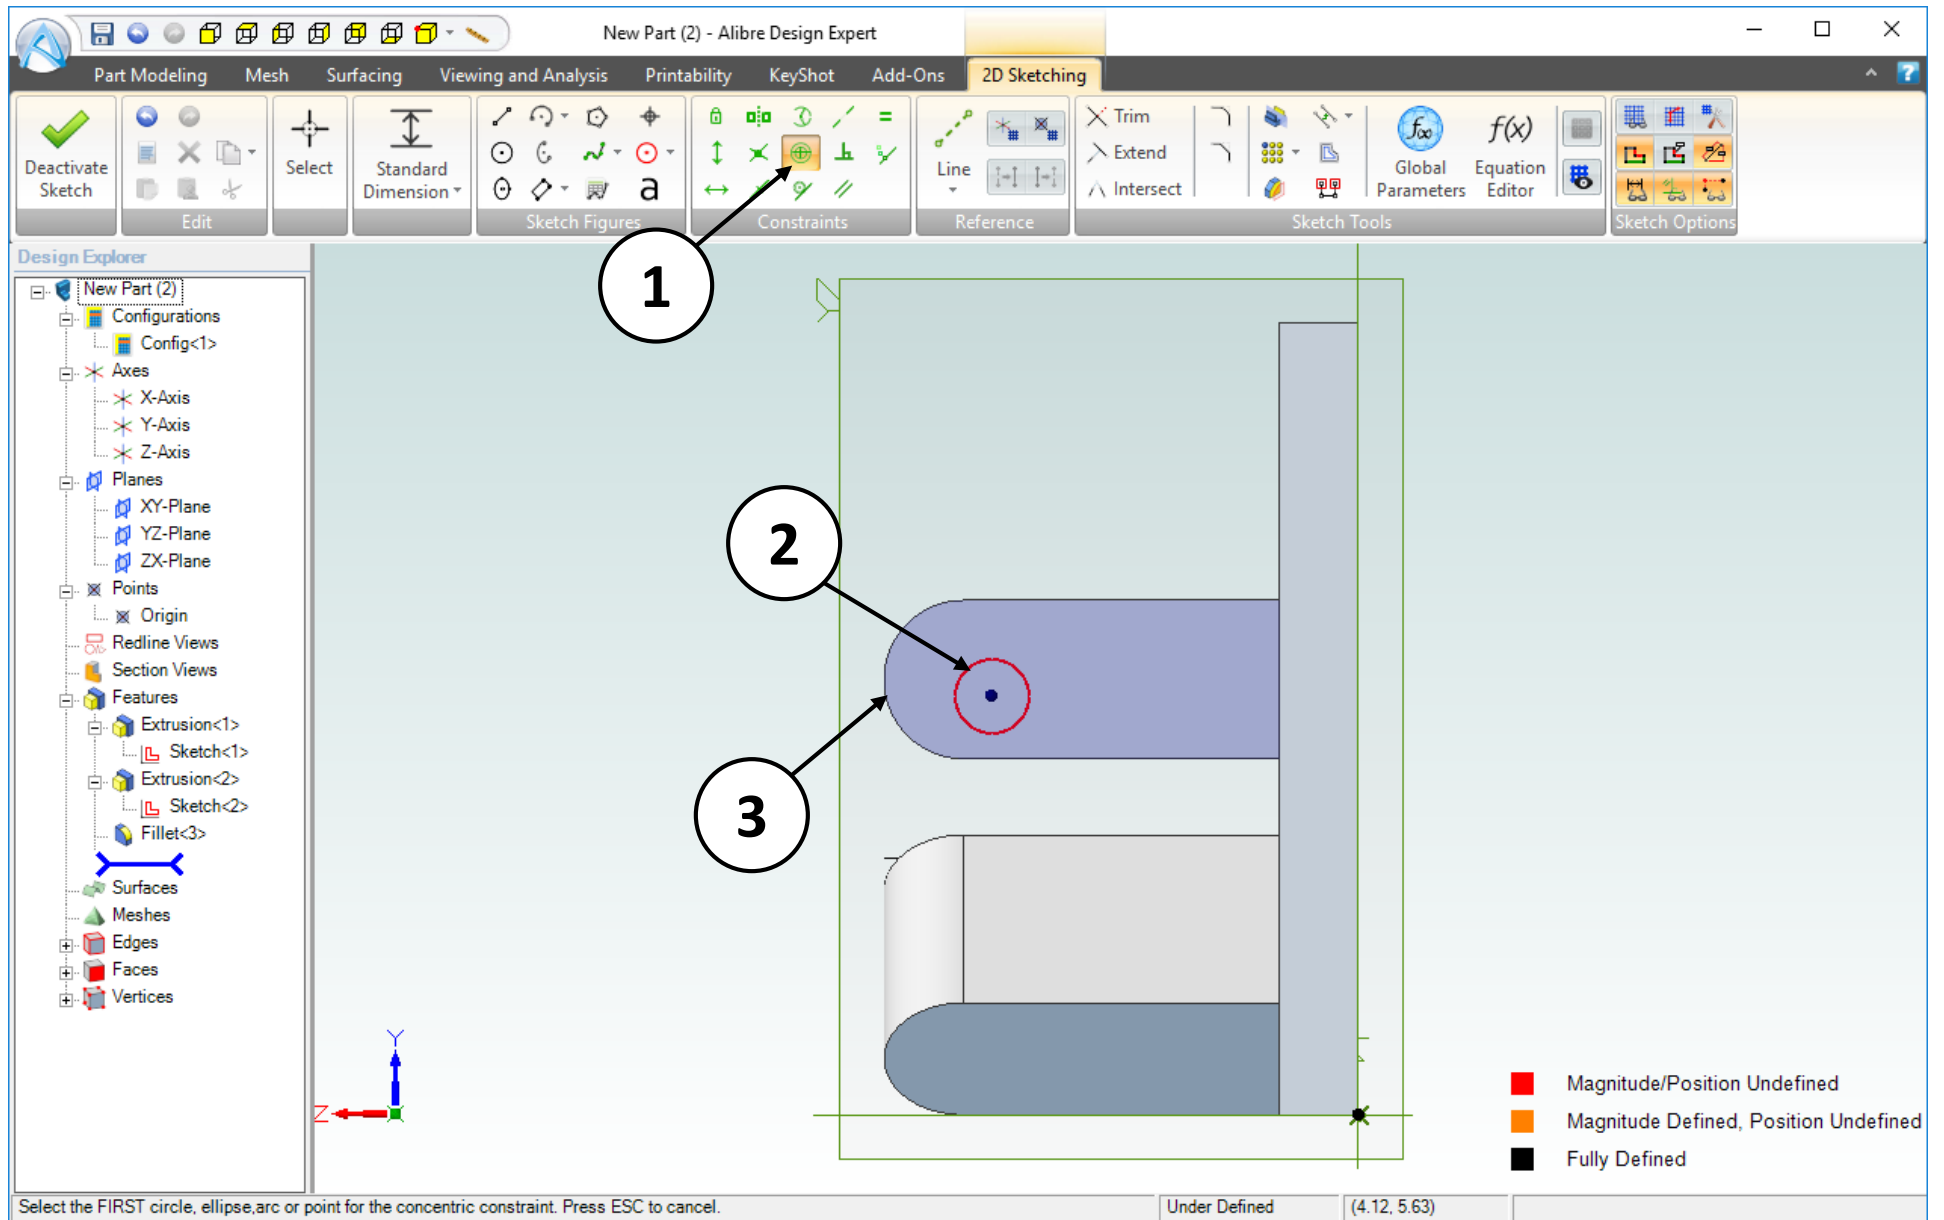 New Part (2) - Alibre Design Expert
Part Modeling Mesh Surfacing Viewing and Analysis Printability KeyShot Add-Ons 2D Sketching
Deactivate
Sketch
Edit
Select
Standard
Dimension
a
Sketch Figures
Constraints
Line
Reference
Trim
Extend
Intersect
f∞
Global
Parameters
f(x)
Equation
Editor
Sketch Tools
Sketch Options
Design Explorer
New Part (2)
Configurations
Config<1>
Axes
X-Axis
Y-Axis
Z-Axis
Planes
XY-Plane
YZ-Plane
ZX-Plane
Points
Origin
Redline Views
Section Views
Features
Extrusion<1>
Sketch<1>
Extrusion<2>
Sketch<2>
Fillet<3>
Surfaces
Meshes
Edges
Faces
Vertices
1
2
3
Y
Z
Magnitude/Position Undefined
Magnitude Defined, Position Undefined
Fully Defined
Select the FIRST circle, ellipse,arc or point for the concentric constraint. Press ESC to cancel.
Under Defined
(4.12, 5.63)